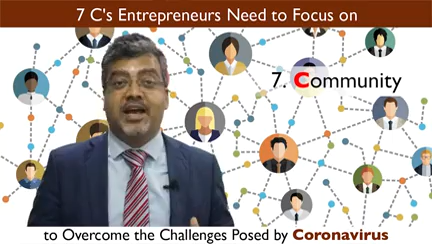 7 C's Entrepreneurs Need to Focus on
7. Community
to Overcome the Challenges Posed by Coronavirus